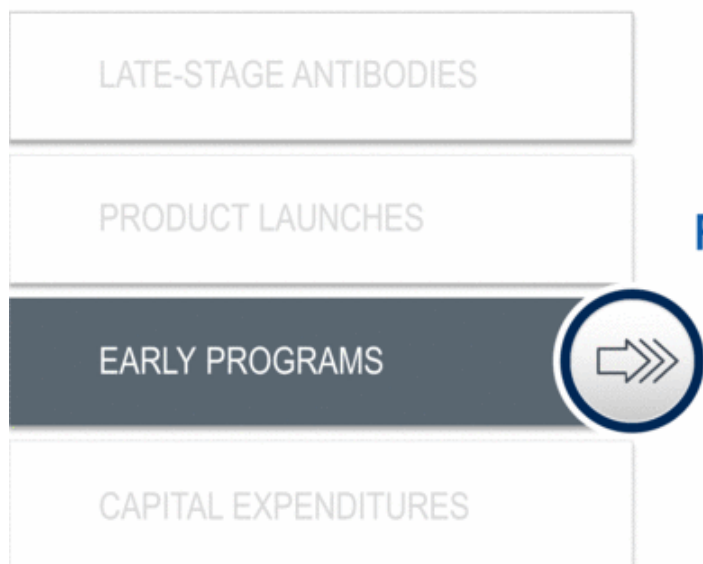 LATE-STAGE ANTIBODIES
PRODUCT LAUNCHES
EARLY PROGRAMS
CAPITAL EXPENDITURES